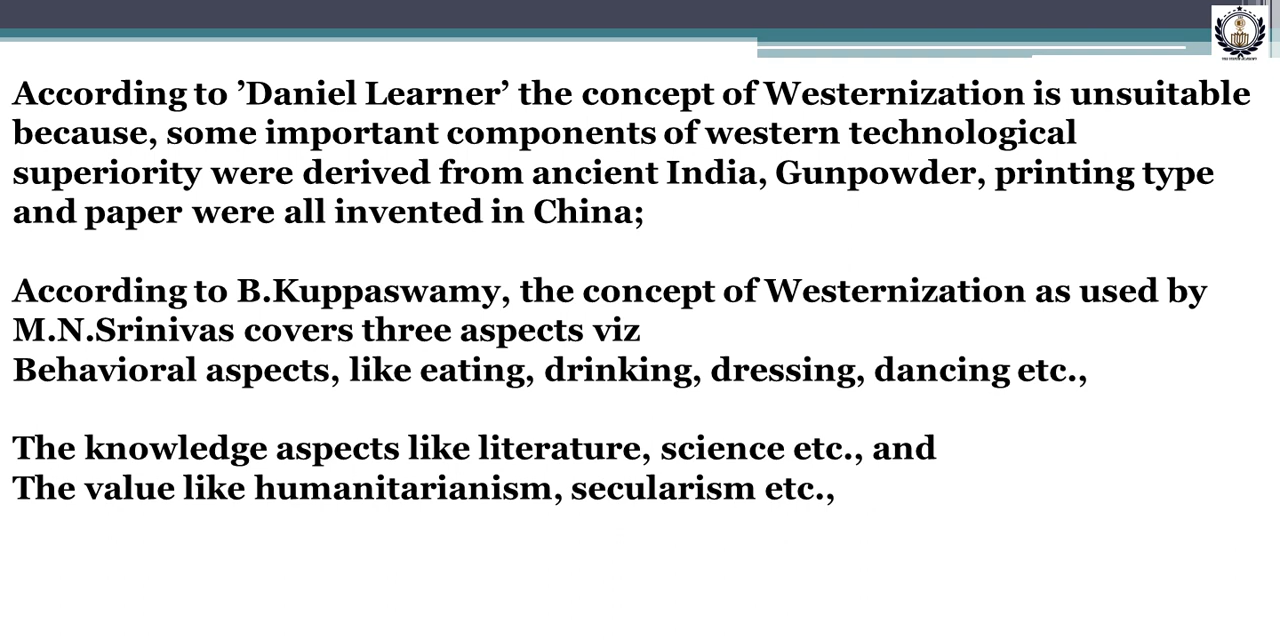 According to ’Daniel Learner’ the concept of Westernization is unsuitable
because, some important components of western technological
superiority were derived from ancient India, Gunpowder, printing type
and paper were all invented in China;
According to B.Kuppaswamy, the concept of Westernization as used by
M.N.Srinivas covers three aspects viz
Behavioral aspects, like eating, drinking, dressing, dancing etc.,
The knowledge aspects like literature, science etc., and
The value like humanitarianism, secularism etc.,